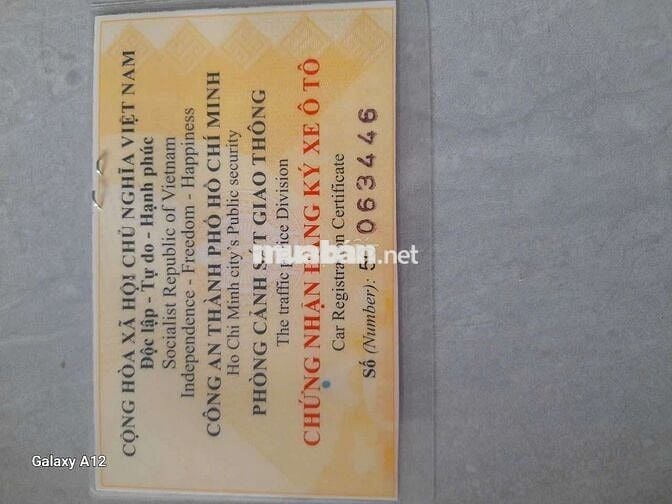 CỘNG HÒA XÃ HỘI CHỦ NGHĨA VIỆT NAM
Độc lập - Tự do - Hạnh phúc
Socialist Republic of Vietnam
Independence - Freedom - Happiness
CÔNG AN THÀNH PHỐ HỒ CHÍ MINH
Ho Chi Minh city's Public security
PHÒNG CẢNH SÁT GIAO THÔNG
The traffic police Division
CHỨNG NHẬN ĐĂNG KÝ XE Ô TÔ
Car Registration Certificate
Số (Number): 063446
muaban.net
Galaxy A12